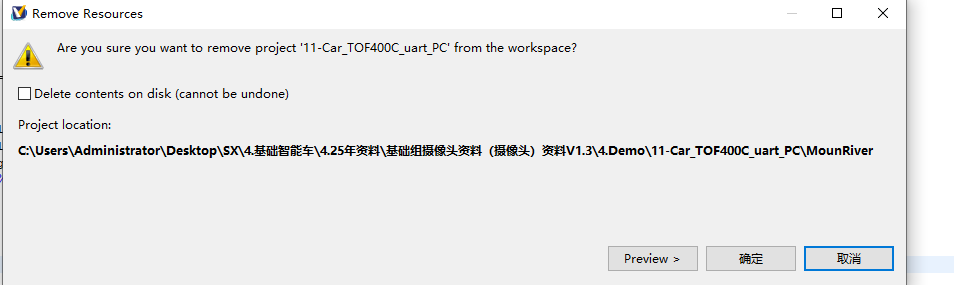 Remove Resources
Are you sure you want to remove project '11-Car_TOF400C_uart_PC' from the workspace?
Delete contents on disk (cannot be undone)
Project location:
C:\Users\Administrator\Desktop\SX\4.基础智能车\4.25年资料\基础组摄像头资料（摄像头）资料V1.3\4.Demo\11-Car_TOF400C_uart_PC\MounRiver
Preview >
确定
取消